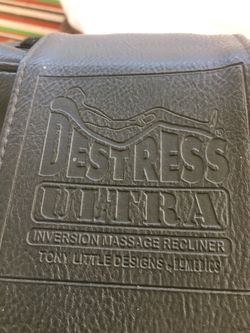 DESTRESS
ULTRA
INVERSION MASSAGE RECLINER
TONY LITTLE DESIGNS